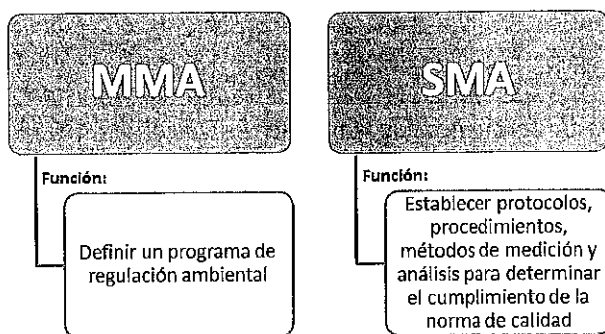 MMA
Función:
Definir un programa de
regulación ambiental
SMA
Función:
Establecer protocolos,
procedimientos,
métodos de medición y
análisis para determinar
el cumplimiento de la
norma de calidad